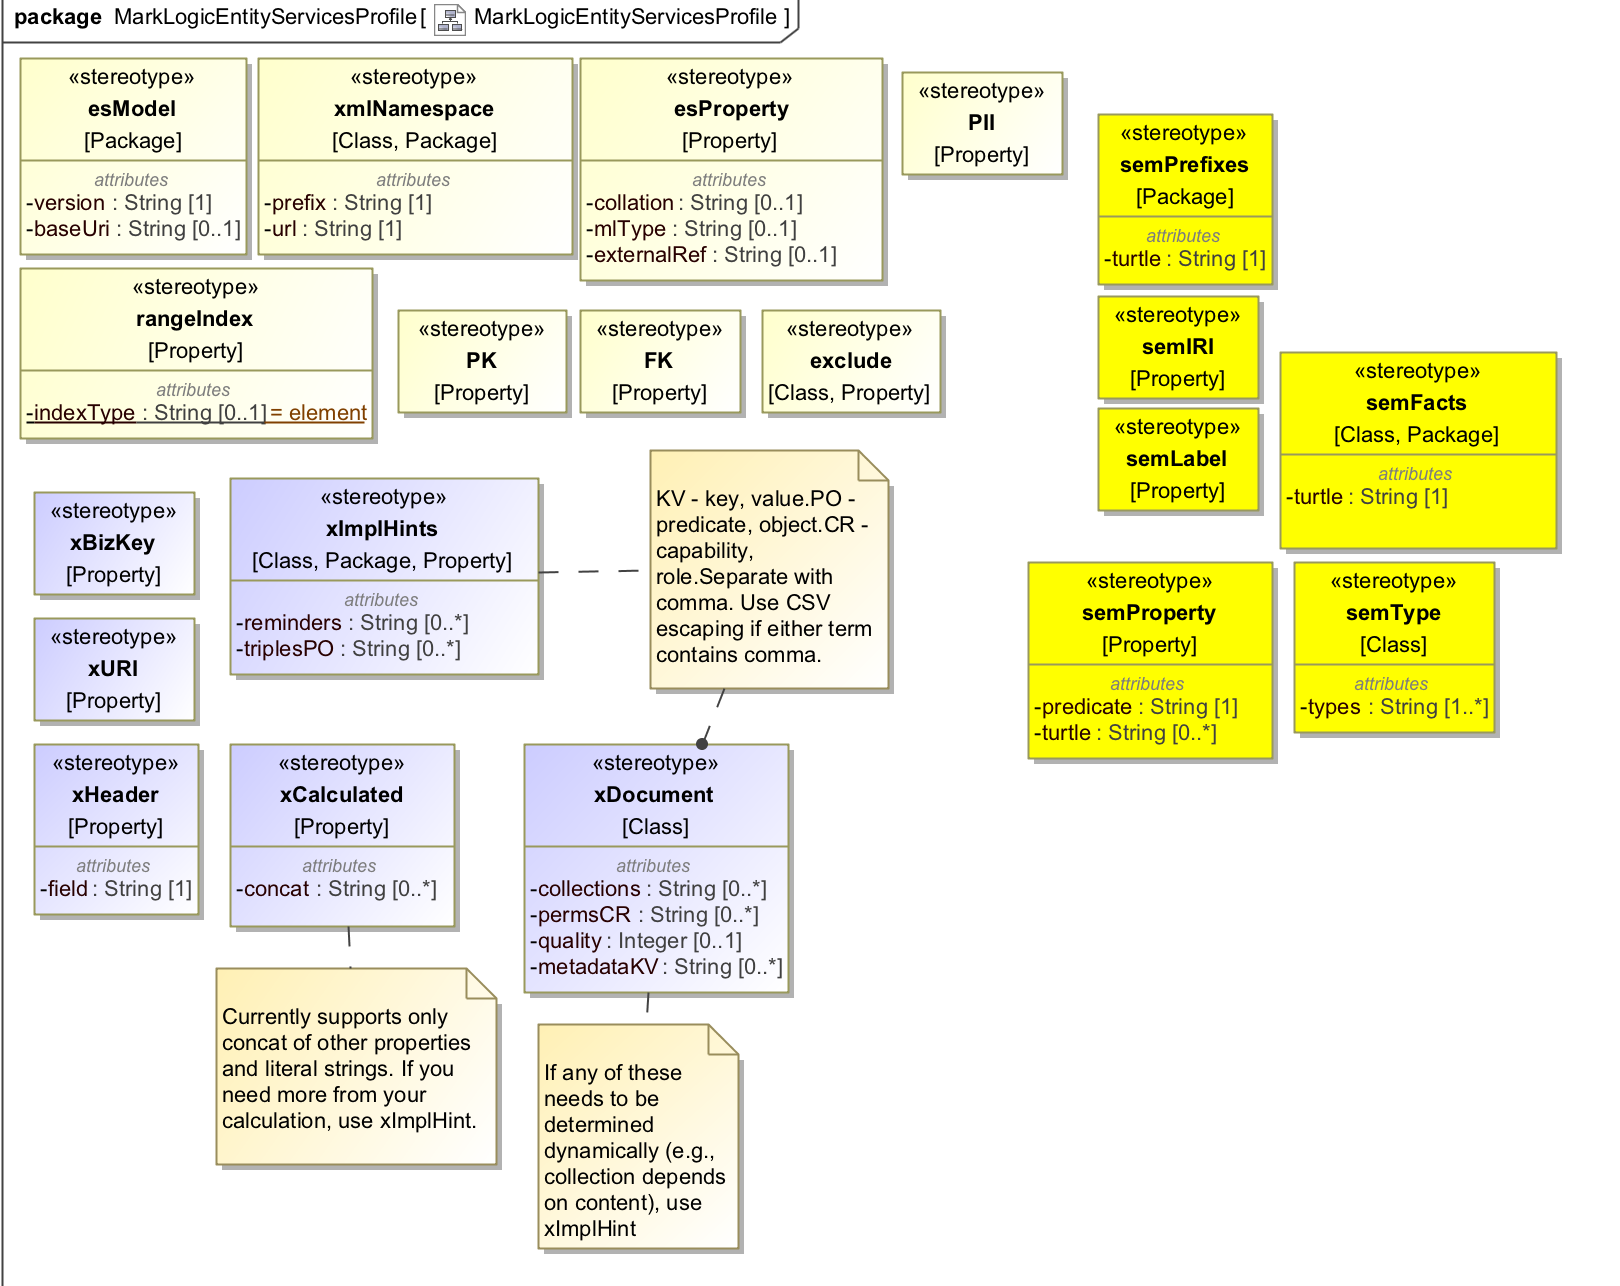 package MarkLogicEntityServicesProfile [ MarkLogicEntityServicesProfile ]
«stereotype»
esModel
[Package]
attributes
-version : String [1]
-baseUri : String [0..1]
«stereotype»
xmlNamespace
[Class, Package]
attributes
-prefix : String [1]
-url : String [1]
«stereotype»
esProperty
[Property]
attributes
-collation : String [0..1]
-mlType : String [0..1]
-externalRef : String [0..1]
«stereotype»
PII
[Property]
«stereotype»
semPrefixes
[Package]
attributes
-turtle : String [1]
«stereotype»
rangeIndex
[Property]
attributes
-indexType : String [0..1] = element
«stereotype»
PK
[Property]
«stereotype»
FK
[Property]
«stereotype»
exclude
[Class, Property]
«stereotype»
semIRI
[Property]
«stereotype»
semLabel
[Property]
«stereotype»
semFacts
[Class, Package]
attributes
-turtle : String [1]
«stereotype»
xBizKey
[Property]
«stereotype»
xImplHints
[Class, Package, Property]
attributes
-reminders : String [0..*]
-triplesPO : String [0..*]
KV - key, value.PO -
predicate, object.CR -
capability,
role.Separate with
comma. Use CSV
escaping if either term
contains comma.
«stereotype»
semProperty
[Property]
attributes
-predicate : String [1]
-turtle : String [0..*]
«stereotype»
semType
[Class]
attributes
-types : String [1..*]
«stereotype»
xURI
[Property]
«stereotype»
xHeader
[Property]
attributes
-field : String [1]
«stereotype»
xCalculated
[Property]
attributes
-concat : String [0..*]
«stereotype»
xDocument
[Class]
attributes
-collections : String [0..*]
-permsCR : String [0..*]
-quality : Integer [0..1]
-metadataKV : String [0..*]
Currently supports only
concat of other properties
and literal strings. If you
need more from your
calculation, use xImplHint.
If any of these
needs to be
determined
dynamically (e.g.,
collection depends
on content), use
xImplHint